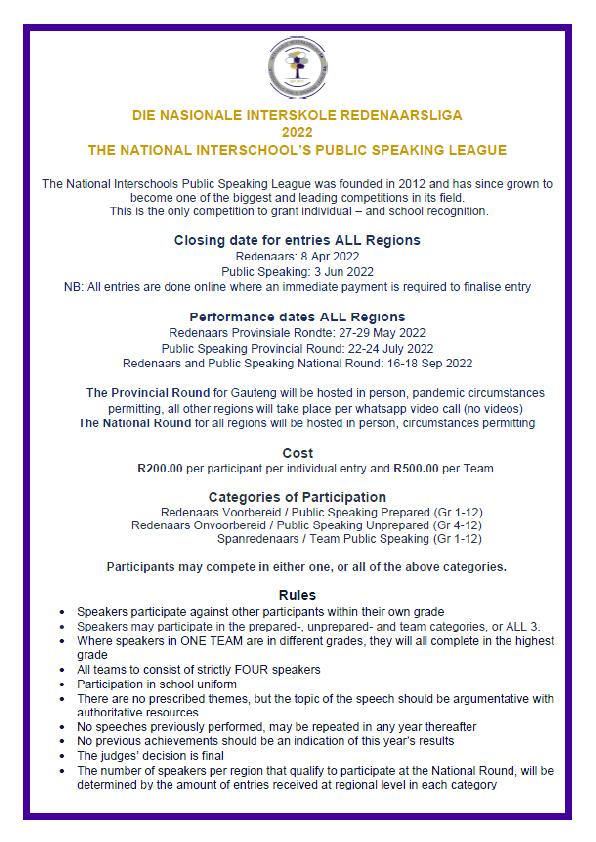 DIE NASIONALE INTERSKOLE REDENAARSLIGA
2022
THE NATIONAL INTERSCHOOL'S PUBLIC SPEAKING LEAGUE
The National Interschools Public Speaking League was founded in 2012 and has since grown to
become one of the biggest and leading competitions in its field.
This is the only competition to grant individual – and school recognition.
Closing date for entries ALL Regions
Redenaars: 8 Apr 2022
Public Speaking: 3 Jun 2022
NB: All entries are done online where an immediate payment is required to finalise entry
Performance dates ALL Regions
Redenaars Provinsiale Rondte: 27-29 May 2022
Public Speaking Provincial Round: 22-24 July 2022
Redenaars and Public Speaking National Round: 16-18 Sep 2022
The Provincial Round for Gauteng will be hosted in person, pandemic circumstances
permitting, all other regions will take place per whatsapp video call (no videos)
The National Round for all regions will be hosted in person, circumstances permitting
Cost
R200.00 per participant per individual entry and R500.00 per Team
Categories of Participation
Redenaars Voorbereid / Public Speaking Prepared (Gr 1-12)
Redenaars Onvoorbereid / Public Speaking Unprepared (Gr 4-12)
Spanredenaars / Team Public Speaking (Gr 1-12)
Participants may compete in either one, or all of the above categories.
Rules
• Speakers participate against other participants within their own grade
• Speakers may participate in the prepared-, unprepared- and team categories, or ALL 3.
• Where speakers in ONE TEAM are in different grades, they will all complete in the highest
grade
• All teams to consist of strictly FOUR speakers
• Participation in school uniform
• There are no prescribed themes, but the topic of the speech should be argumentative with
authoritative resources
• No speeches previously performed, may be repeated in any year thereafter
• No previous achievements should be an indication of this year's results
• The judges' decision is final
• The number of speakers per region that qualify to participate at the National Round, will be
determined by the amount of entries received at regional level in each category